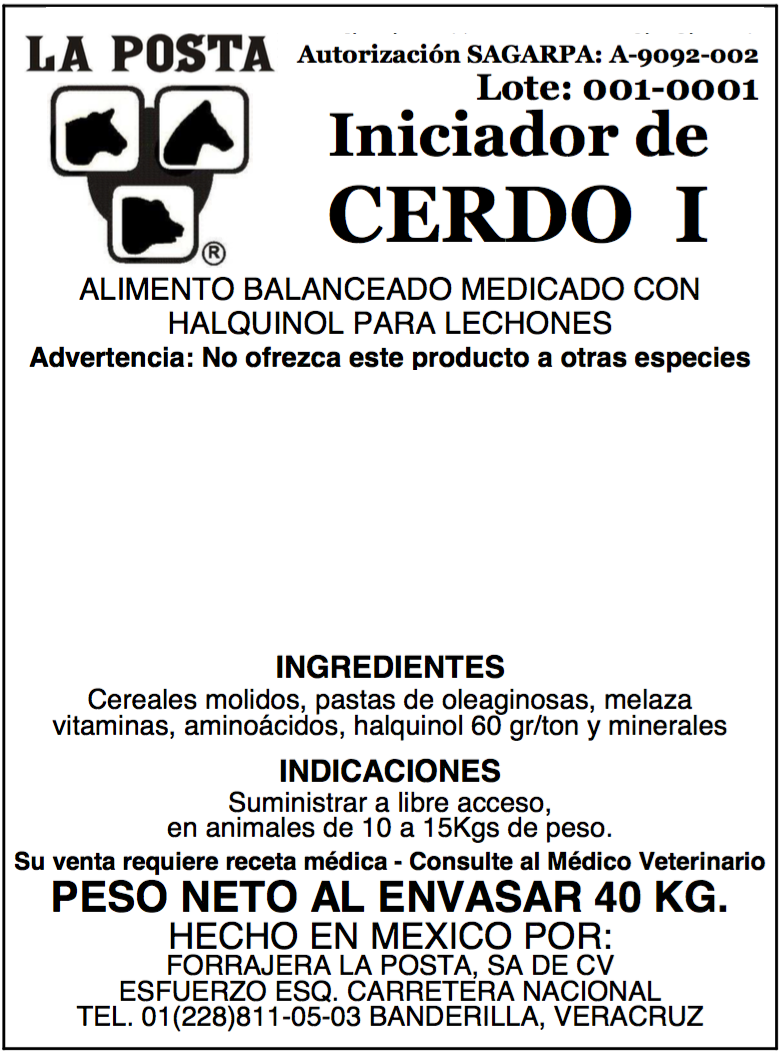 LA POSTA
®
Autorización SAGARPA: A-9092-002
Lote: 001-0001
Iniciador de
CERDO I
ALIMENTO BALANCEADO MEDICADO CON
HALQUINOL PARA LECHONES
Advertencia: No ofrezca este producto a otras especies
INGREDIENTES
Cereales molidos, pastas de oleaginosas, melaza
vitaminas, aminoácidos, halquinol 60 gr/ton y minerales
INDICACIONES
Suministrar a libre acceso,
en animales de 10 a 15Kgs de peso.
Su venta requiere receta médica - Consulte al Médico Veterinario
PESO NETO AL ENVASAR 40 KG.
HECHO EN MEXICO POR:
FORRAJERA LA POSTA, SA DE CV
ESFUERZO ESQ. CARRETERA NACIONAL
TEL. 01(228)811-05-03 BANDERILLA, VERACRUZ